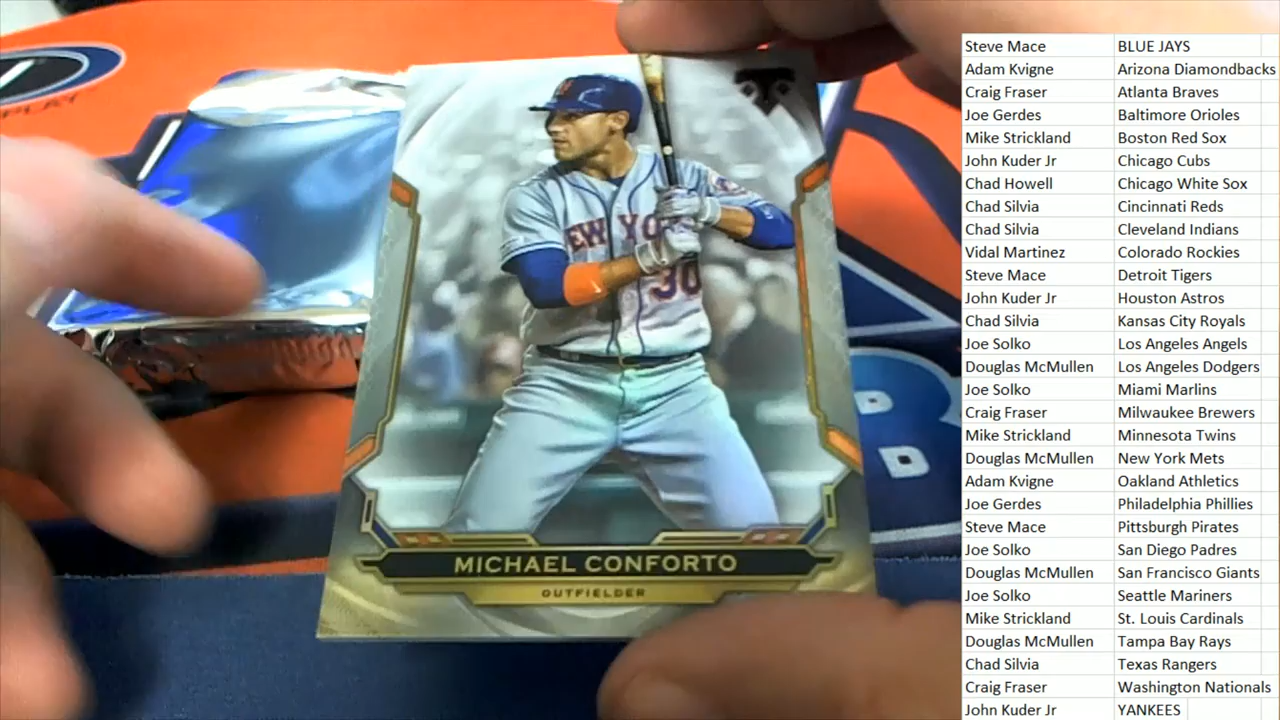 PLAY
NEW YO
30
MICHAEL CONFORTO
OUTFIELDER
Steve Mace BLUE JAYS
Adam Kvigne Arizona Diamondbacks
Craig Fraser Atlanta Braves
Joe Gerdes Baltimore Orioles
Mike Strickland Boston Red Sox
John Kuder Jr Chicago Cubs
Chad Howell Chicago White Sox
Chad Silvia Cincinnati Reds
Chad Silvia Cleveland Indians
Vidal Martinez Colorado Rockies
Steve Mace Detroit Tigers
John Kuder Jr Houston Astros
Chad Silvia Kansas City Royals
Joe Solko Los Angeles Angels
Douglas McMullen Los Angeles Dodgers
Joe Solko Miami Marlins
Craig Fraser Milwaukee Brewers
Mike Strickland Minnesota Twins
Douglas McMullen New York Mets
Adam Kvigne Oakland Athletics
Joe Gerdes Philadelphia Phillies
Steve Mace Pittsburgh Pirates
Joe Solko San Diego Padres
Douglas McMullen San Francisco Giants
Joe Solko Seattle Mariners
Mike Strickland St. Louis Cardinals
Douglas McMullen Tampa Bay Rays
Chad Silvia Texas Rangers
Craig Fraser Washington Nationals
John Kuder Jr YANKEES